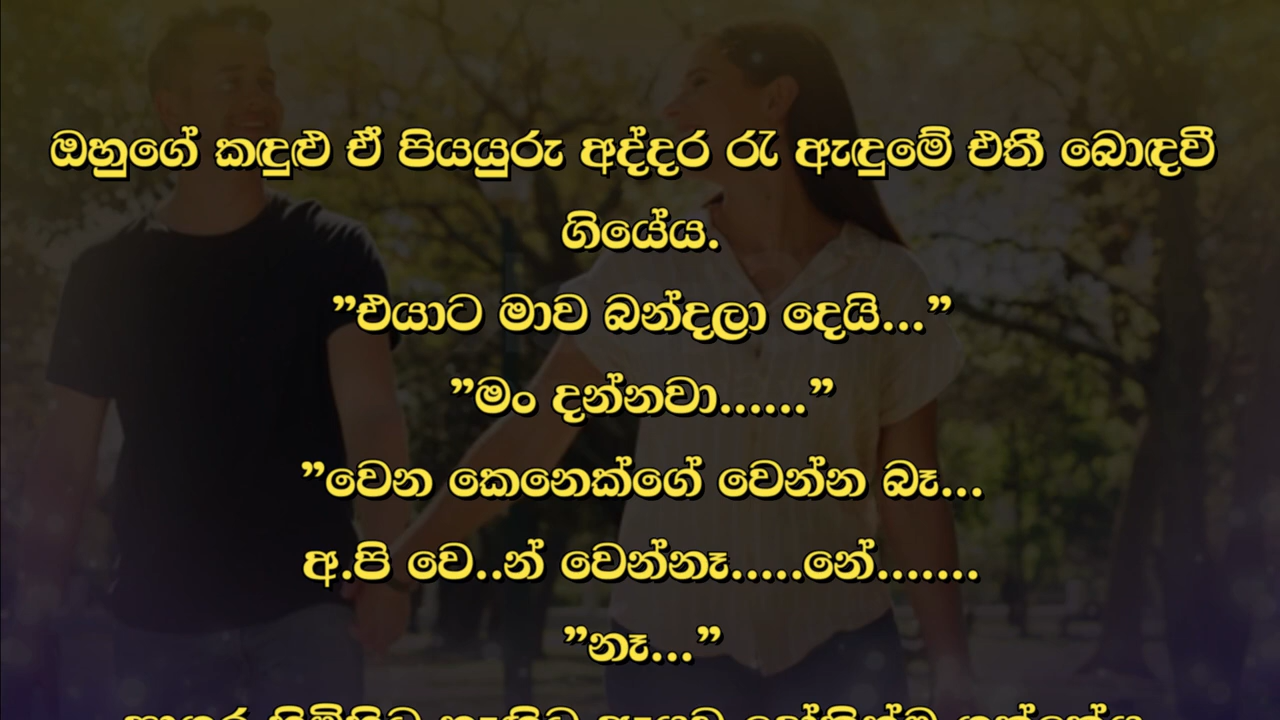 ඔහුගේ කඳුළු ඒ පියයුරු අද්දර රැ ඇඳුමේ එතී බොඳවී
ගියේය.
”එයාට මාව බන්දලා දෙයි...”
”මං දන්නවා......”
”වෙන කෙනෙක්ගේ වෙන්න බෑ...
අ.පි වෙ..න් වෙන්නෑ.....නේ.......
”නෑ...”